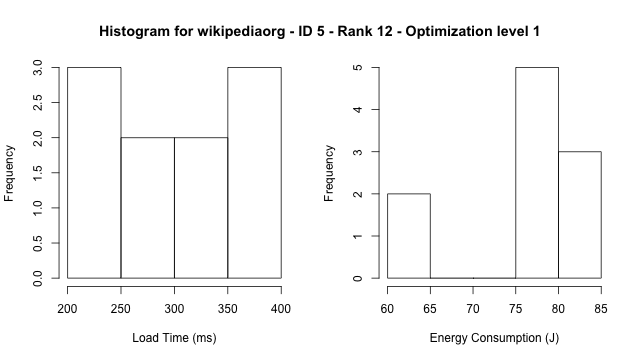 Histogram for wikipediaorg - ID 5 - Rank 12 - Optimization level 1
Frequency
3.0
2.5
2.0
1.5
1.0
0.5
0.0
200 250 300 350 400
Load Time (ms)
Frequency
5
4
3
2
1
0
60 65 70 75 80 85
Energy Consumption (J)